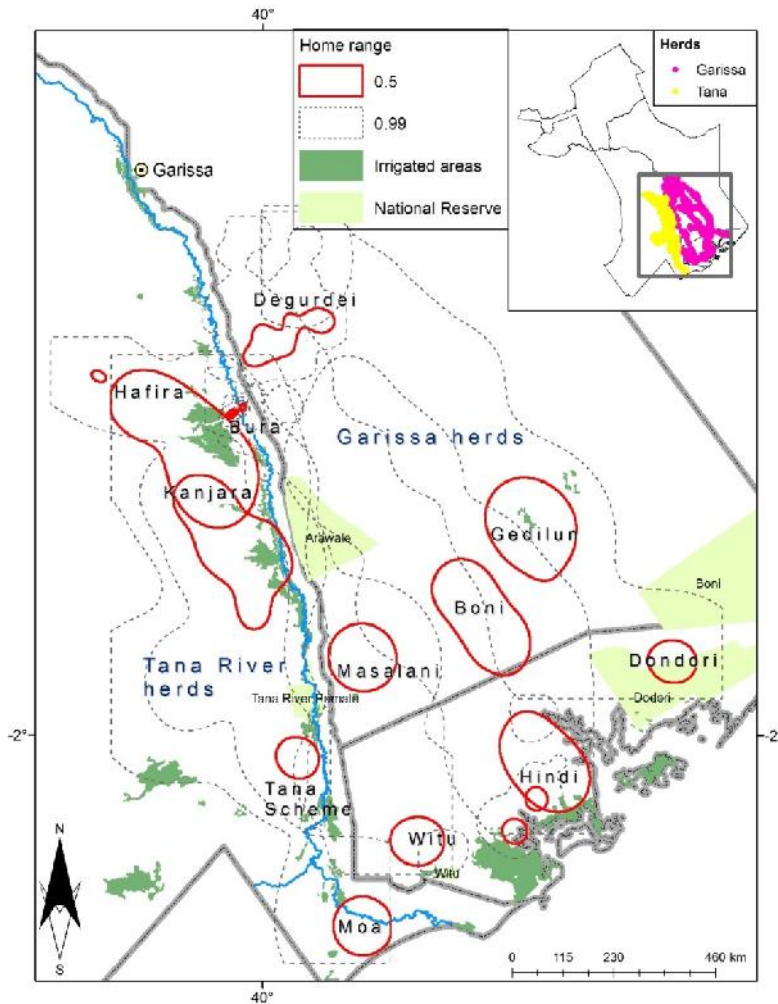 40°
Home range
0.5
0.99
Irrigated areas
National Reserve
Herds
Garissa
Tana
Garissa
Degurdei
Hafira
Bura
Garissa herds
Kanjara
Gedilun
Arawale
Boni
Boni
Tana River
herds
Masalani
Dondori
Tana River Primate
Dodori
-2°
-2°
Hindi
Tana
Scheme
Witu
Witu
Moa
N
S
0 115 230 460 km
40°